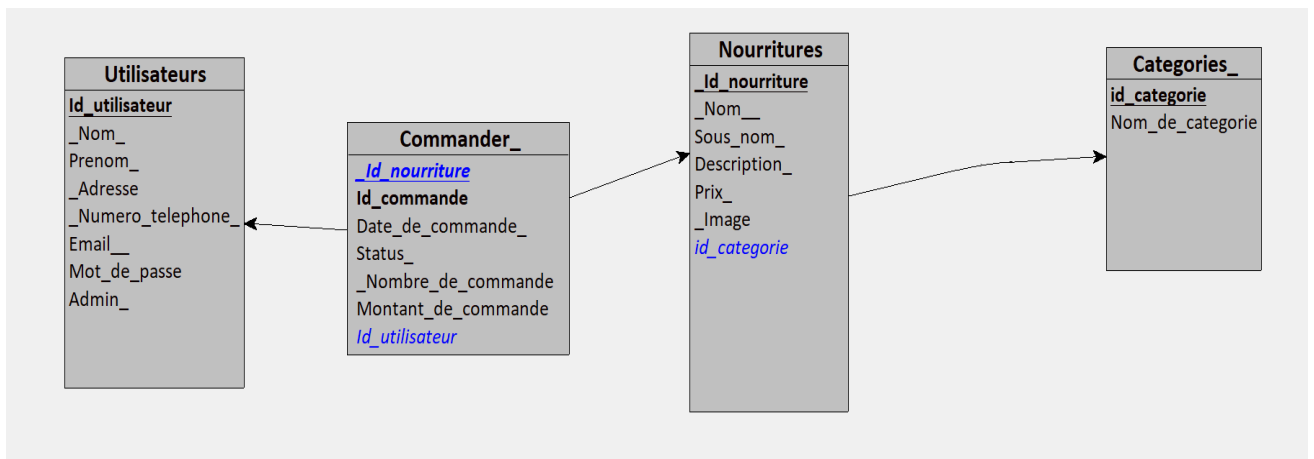 Utilisateurs
Id_utilisateur
_Nom_
Prenom_
_Adresse
_Numero_telephone_
Email__
Mot_de_passe
Admin_
Commander_
_Id_nourriture
Id_commande
Date_de_commande_
Status_
_Nombre_de_commande
Montant_de_commande
Id_utilisateur
Nourritures
_Id_nourriture
_Nom__
Sous_nom_
Description_
Prix_
_Image
id_categorie
Categories_
id_categorie
Nom_de_categorie